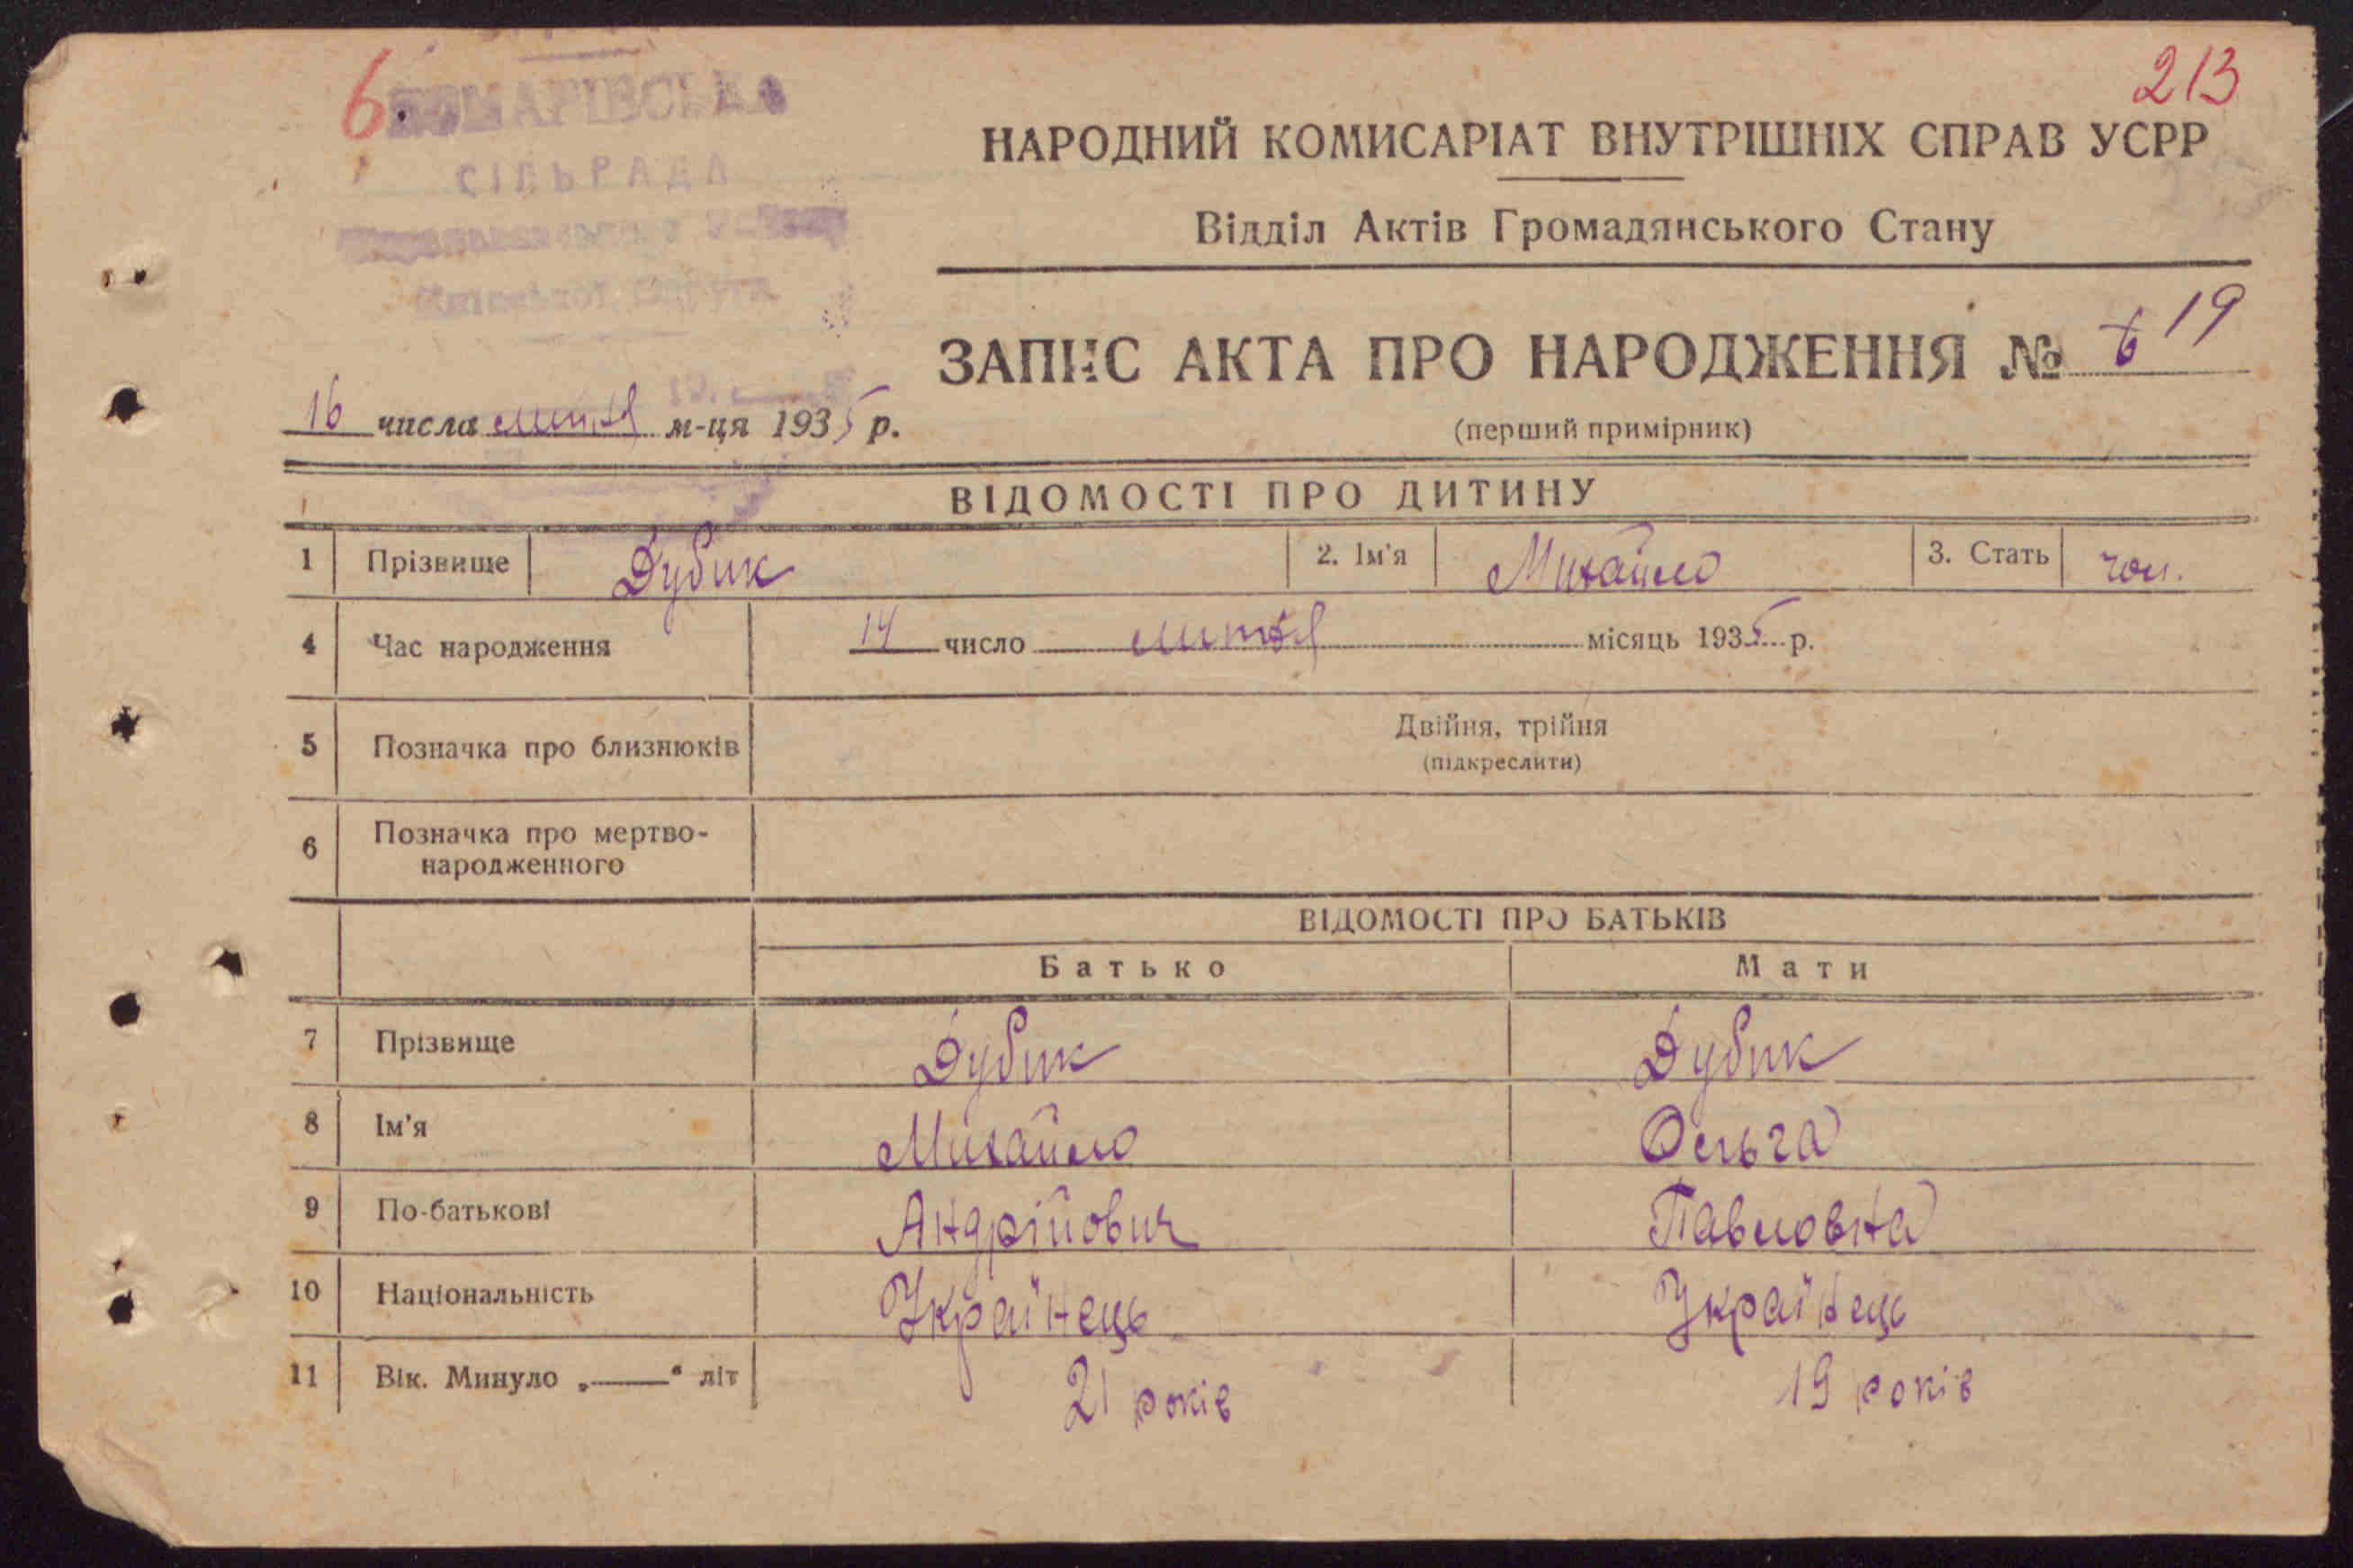 213
6.
СІЛЬРАДА
НАРОДНИЙ КОМИСАРІАТ ВНУТРІШНІХ СПРАВ УСРР
Відділ Актів Громадянського Стану
ЗАПИС АКТА ПРО НАРОДЖЕННЯ № 6 19
16 числа лютня м-ця 1935 р.
(перший примірник)
ВІДОМОСТІ ПРО ДИТИНУ
1 Прізвище Дубик 2. Ім'я Михайло 3. Стать чол.
4 Час народження 14 число лютня місяць 1935 р.
5 Позначка про близнюків Двійня, трійня
(підкреслити)
6 Позначка про мертво-
народженного
ВІДОМОСТІ ПРО БАТЬКІВ
Батько Мати
7 Прізвище Дубик Дубик
8 Ім'я Михайло Ольга
9 По-батькові Андрійович Павловна
10 Національність Українець Українець
11 Вік. Минуло „——“ літ 21 років 19 років